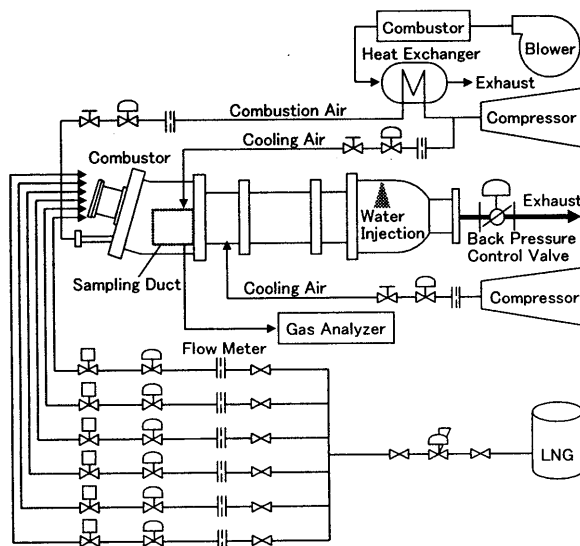 Combustor
Blower
Heat Exchanger
Exhaust
Combustion Air
Compressor
Cooling Air
Combustor
Exhaust
Water
Injection
Back Pressure
Control Valve
Sampling Duct
Cooling Air
Compressor
Gas Analyzer
Flow Meter
LNG